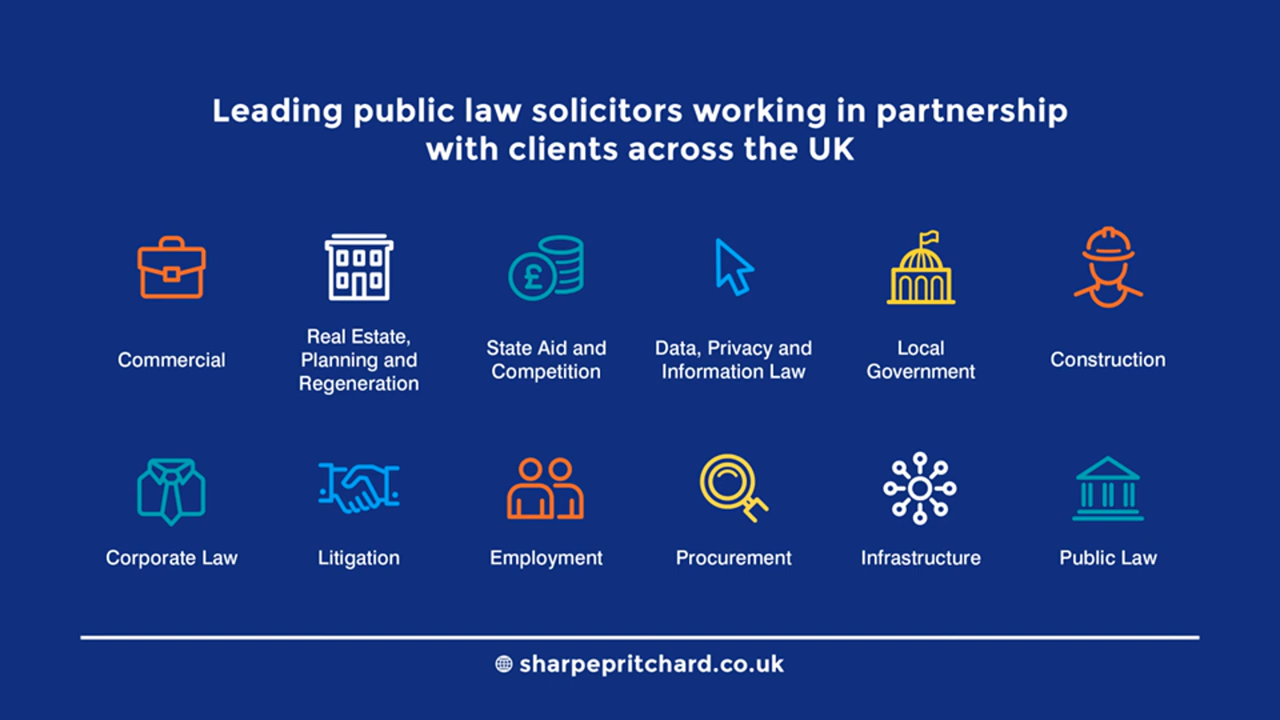 Leading public law solicitors working in partnership
with clients across the UK
£
Commercial
Real Estate,
Planning and
Regeneration
State Aid and
Competition
Data, Privacy and
Information Law
Local
Government
Construction
Corporate Law
Litigation
Employment
Procurement
Infrastructure
Public Law
sharpepritchard.co.uk